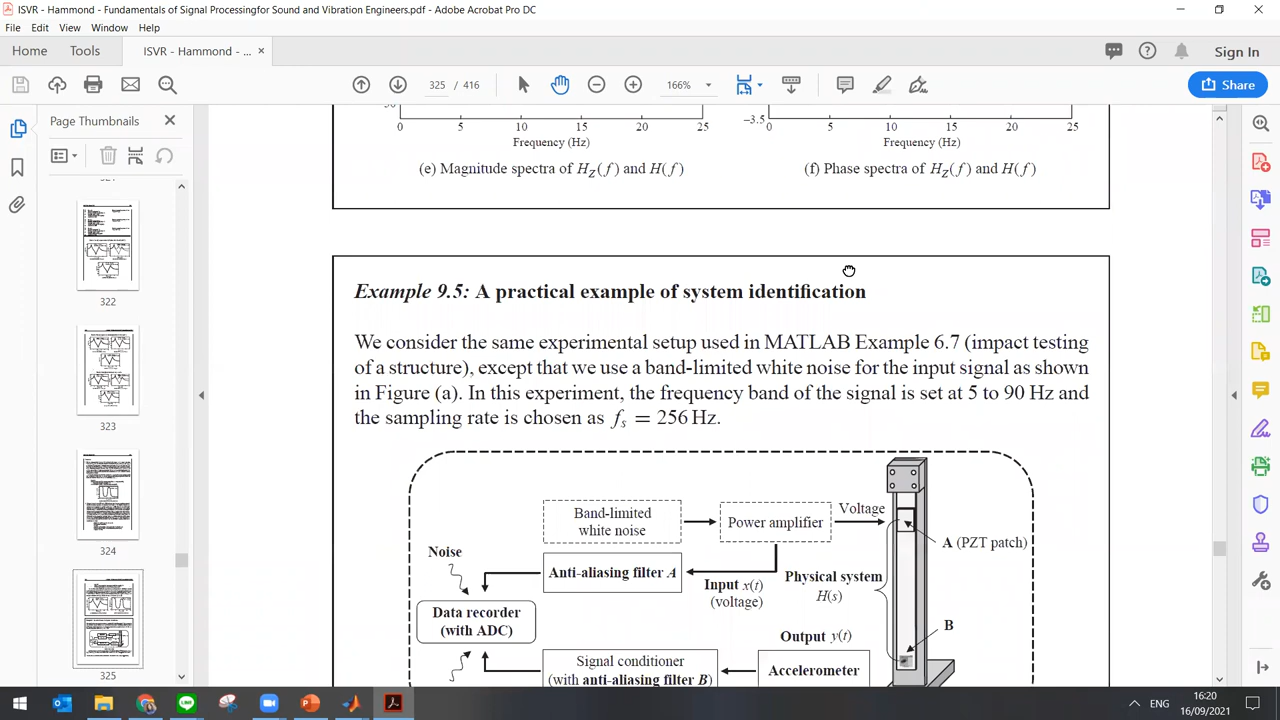 ISVR - Hammond - Fundamentals of Signal Processingfor Sound and Vibration Engineers.pdf - Adobe Acrobat Pro DC
File Edit View Window Help
Home Tools ISVR - Hammond - ... × Sign In
325 / 416 166% Share
Page Thumbnails
322
323
324
325
0 5 10 15 20 25
Frequency (Hz)
(e) Magnitude spectra of HZ(f) and H(f)
−3.5
0 5 10 15 20 25
Frequency (Hz)
(f) Phase spectra of HZ(f) and H(f)
Example 9.5: A practical example of system identification
We consider the same experimental setup used in MATLAB Example 6.7 (impact testing
of a structure), except that we use a band-limited white noise for the input signal as shown
in Figure (a). In this experiment, the frequency band of the signal is set at 5 to 90 Hz and
the sampling rate is chosen as fs = 256 Hz.
Band-limited
white noise
Power amplifier
Voltage
A (PZT patch)
Noise
Anti-aliasing filter A
Input x(t)
(voltage)
Physical system
H(s)
Data recorder
(with ADC)
B
Output y(t)
Signal conditioner
(with anti-aliasing filter B)
Accelerometer
ENG
16:20
16/09/2021